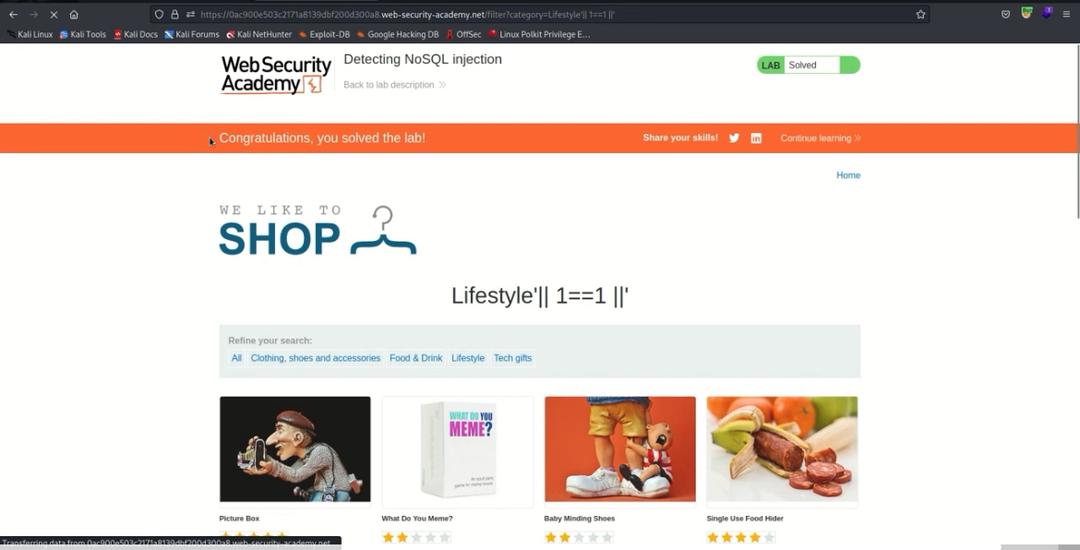 https://0ac900e503c2171a8139dbf200d300a8.web-security-academy.net/filter?category=Lifestyle'|| 1==1 ||'
Kali Linux Kali Tools Kali Docs Kali Forums Kali NetHunter Exploit-DB Google Hacking DB OffSec Linux Polkit Privilege E...
Web Security
Academy
Detecting NoSQL injection
Back to lab description
LAB Solved
Congratulations, you solved the lab!
Share your skills!
Continue learning
Home
WE LIKE TO
SHOP
Lifestyle'|| 1==1 ||'
Refine your search:
All Clothing, shoes and accessories Food & Drink Lifestyle Tech gifts
WHAT DO YOU
MEME?
Picture Box What Do You Meme? Baby Minding Shoes Single Use Food Hider
Transferring data from 0ac900e503c2171a8139dbf200d300a8.web-security-academy.net...